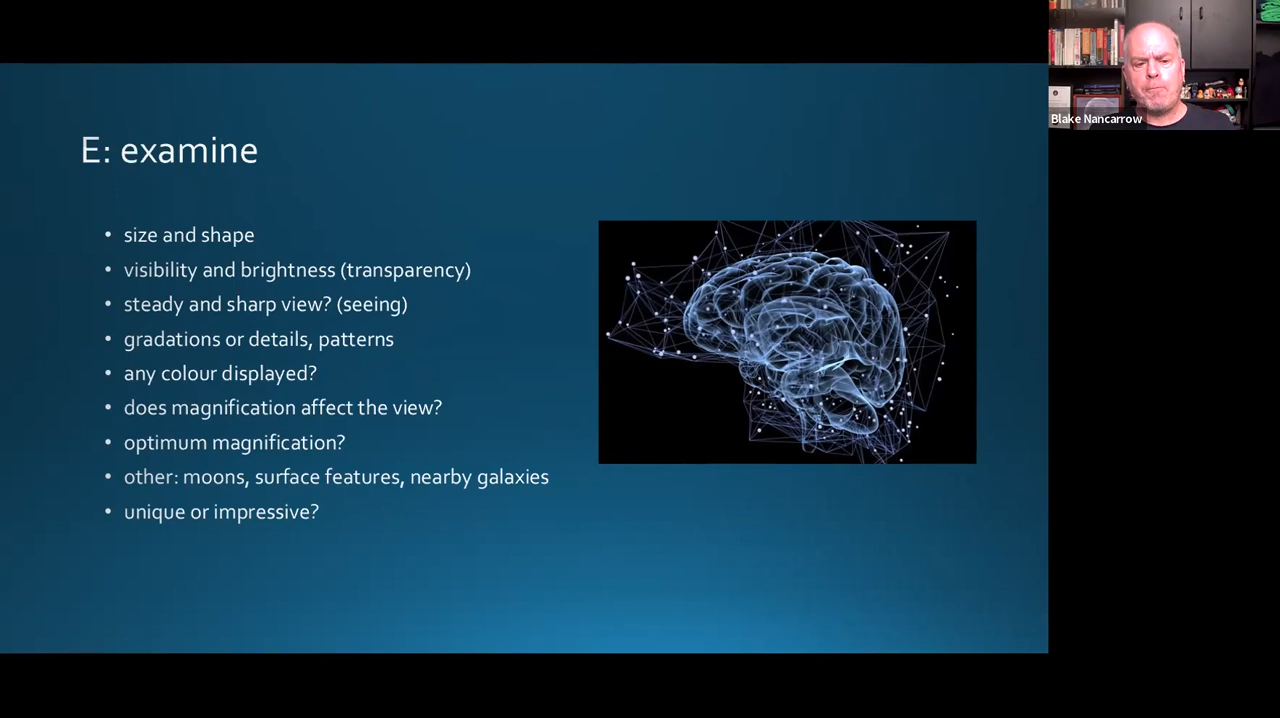 E: examine
• size and shape
• visibility and brightness (transparency)
• steady and sharp view? (seeing)
• gradations or details, patterns
• any colour displayed?
• does magnification affect the view?
• optimum magnification?
• other: moons, surface features, nearby galaxies
• unique or impressive?
Blake Nancarrow